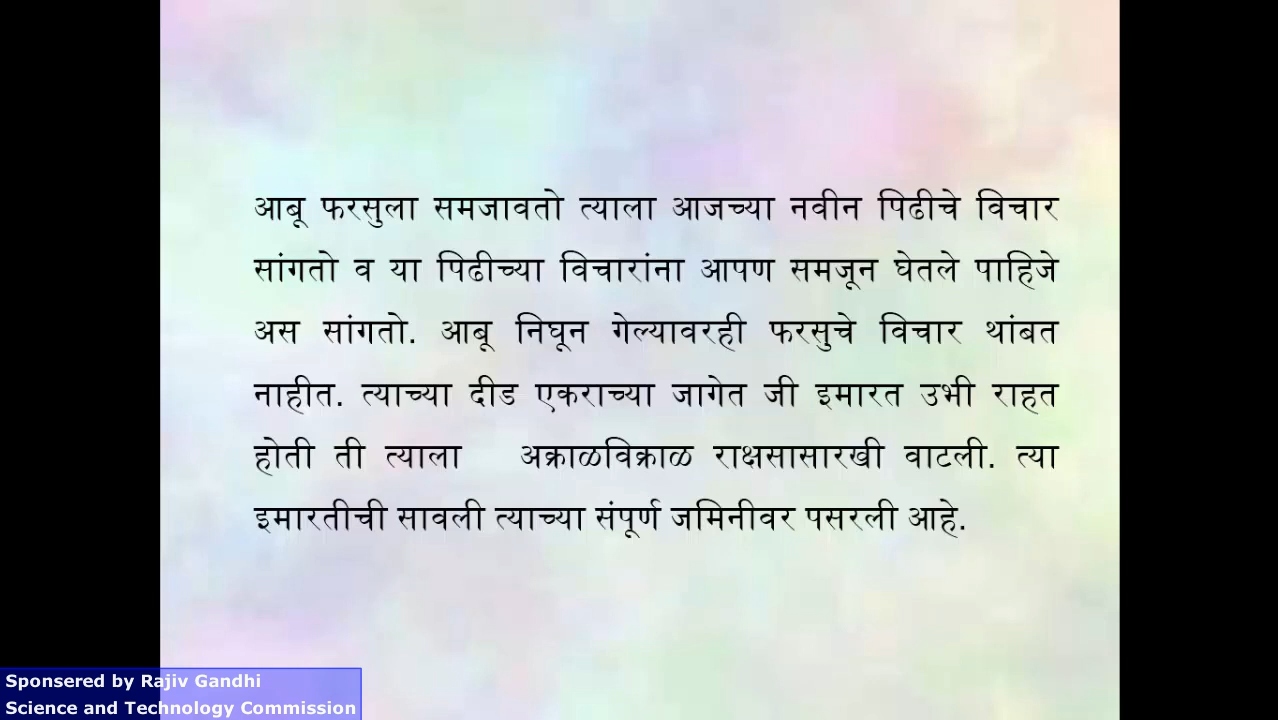 आबू फरसुला समजावतो त्याला आजच्या नवीन पिढीचे विचार
सांगतो व या पिढीच्या विचारांना आपण समजून घेतले पाहिजे
अस सांगतो. आबू निघून गेल्यावरही फरसुचे विचार थांबत
नाहीत. त्याच्या दीड एकराच्या जागेत जी इमारत उभी राहत
होती ती त्याला अक्राळविक्राळ राक्षसासारखी वाटली. त्या
इमारतीची सावली त्याच्या संपूर्ण जमिनीवर पसरली आहे.
Sponsered by Rajiv Gandhi
Science and Technology Commission